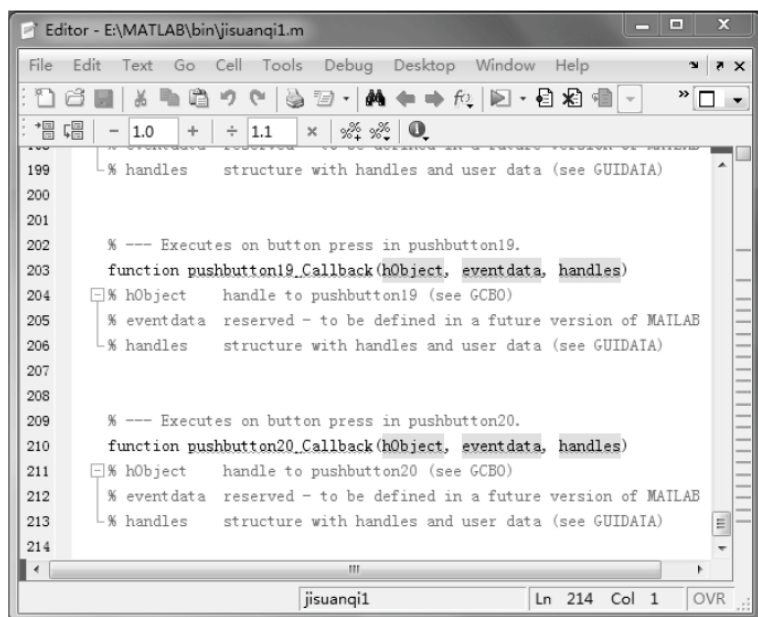 Editor - E:\MATLAB\bin\jisuanqi1.m
File Edit Text Go Cell Tools Debug Desktop Window Help
- 1.0 + ÷ 1.1 ×
199 % handles structure with handles and user data (see GUIDATA)
200
201
202 % --- Executes on button press in pushbutton19.
203 function pushbutton19_Callback(hObject, eventdata, handles)
204 % hObject handle to pushbutton19 (see GCBO)
205 % eventdata reserved - to be defined in a future version of MATLAB
206 % handles structure with handles and user data (see GUIDATA)
207
208
209 % --- Executes on button press in pushbutton20.
210 function pushbutton20_Callback(hObject, eventdata, handles)
211 % hObject handle to pushbutton20 (see GCBO)
212 % eventdata reserved - to be defined in a future version of MATLAB
213 % handles structure with handles and user data (see GUIDATA)
214
jisuanqi1 Ln 214 Col 1 OVR